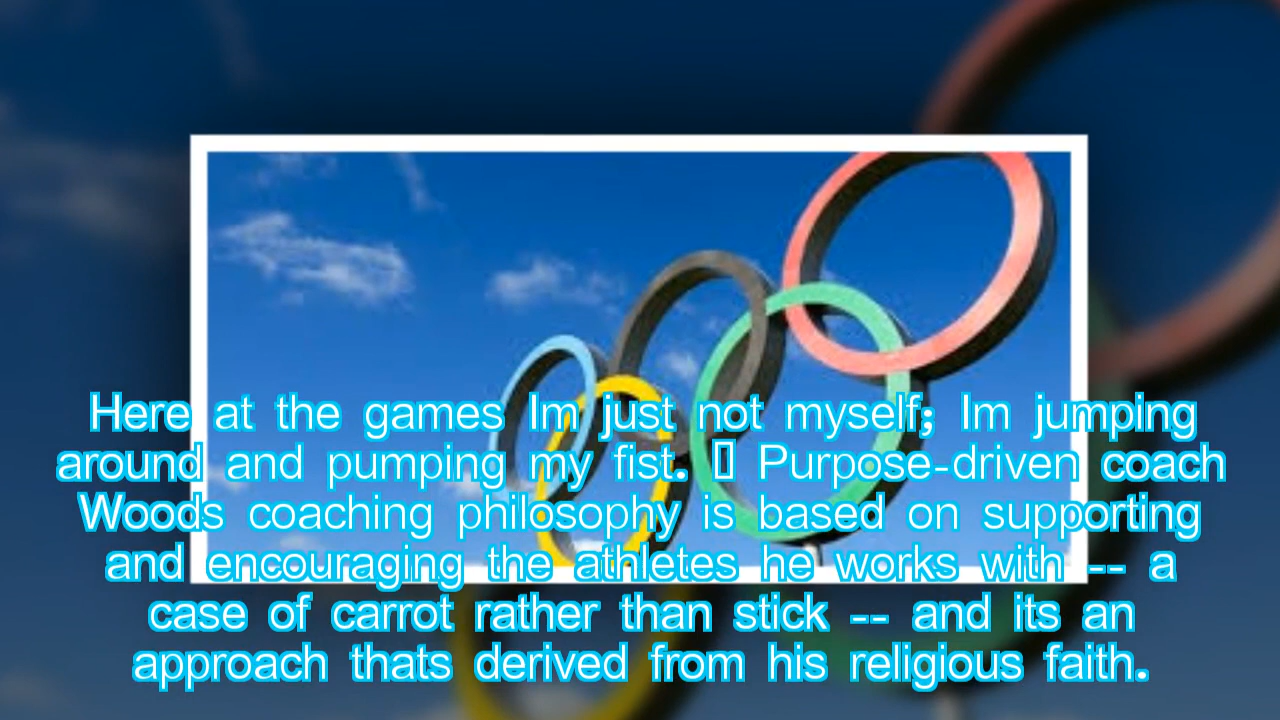 Here at the games Im just not myself; Im jumping
around and pumping my fist. ▯ Purpose-driven coach
Woods coaching philosophy is based on supporting
and encouraging the athletes he works with -- a
case of carrot rather than stick -- and its an
approach thats derived from his religious faith.